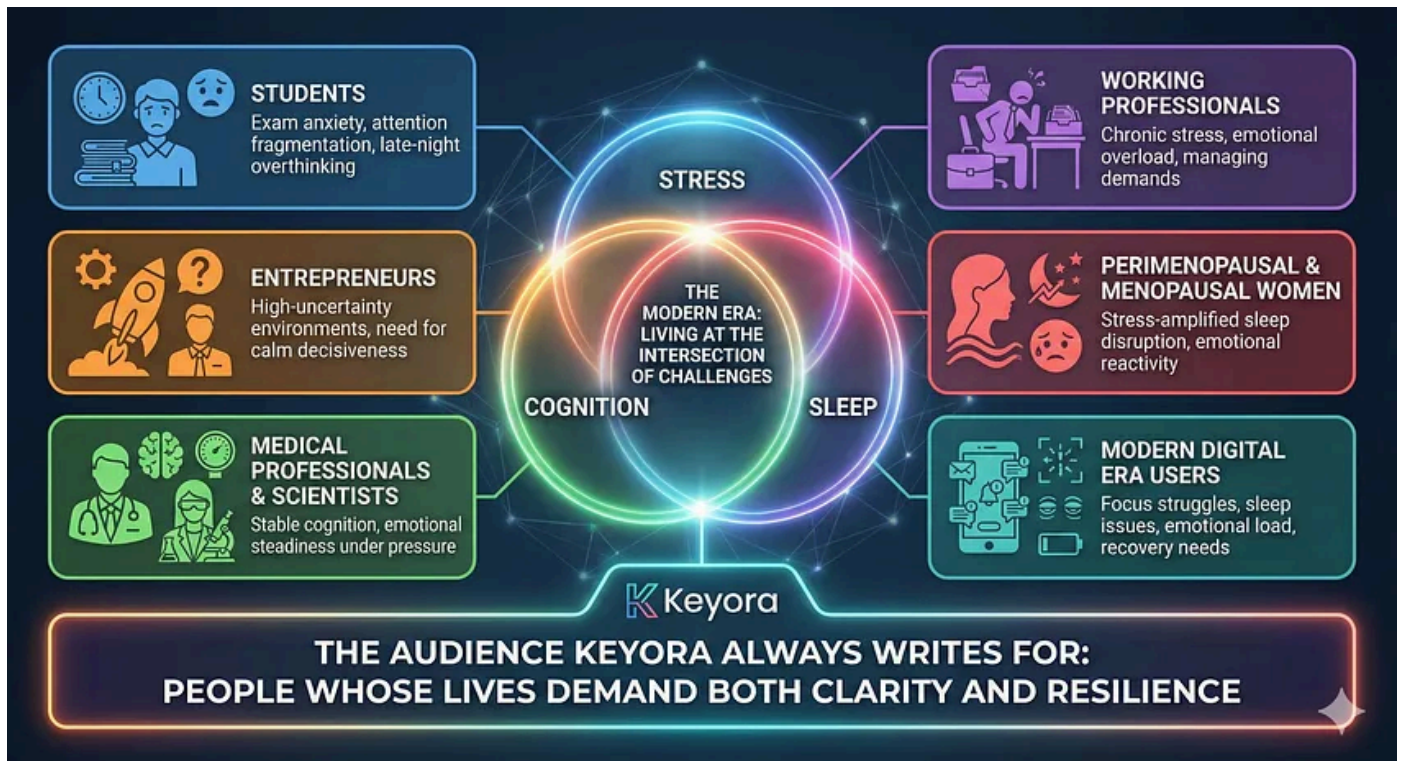 STUDENTS
Exam anxiety, attention
fragmentation, late-night
overthinking
ENTREPRENEURS
High-uncertainty
environments, need for
calm decisiveness
MEDICAL
PROFESSIONALS
& SCIENTISTS
Stable cognition, emotional
steadiness under pressure
STRESS
THE
MODERN ERA:
LIVING AT THE
INTERSECTION
OF CHALLENGES
COGNITION
SLEEP
WORKING
PROFESSIONALS
Chronic stress, emotional
overload, managing
demands
PERIMENOPAUSAL &
MENOPAUSAL WOMEN
Stress-amplified sleep
disruption, emotional
reactivity
MODERN DIGITAL
ERA USERS
Focus struggles, sleep
issues, emotional load,
recovery needs
Keyora
THE AUDIENCE KEYORA ALWAYS WRITES FOR:
PEOPLE WHOSE LIVES DEMAND BOTH CLARITY AND RESILIENCE